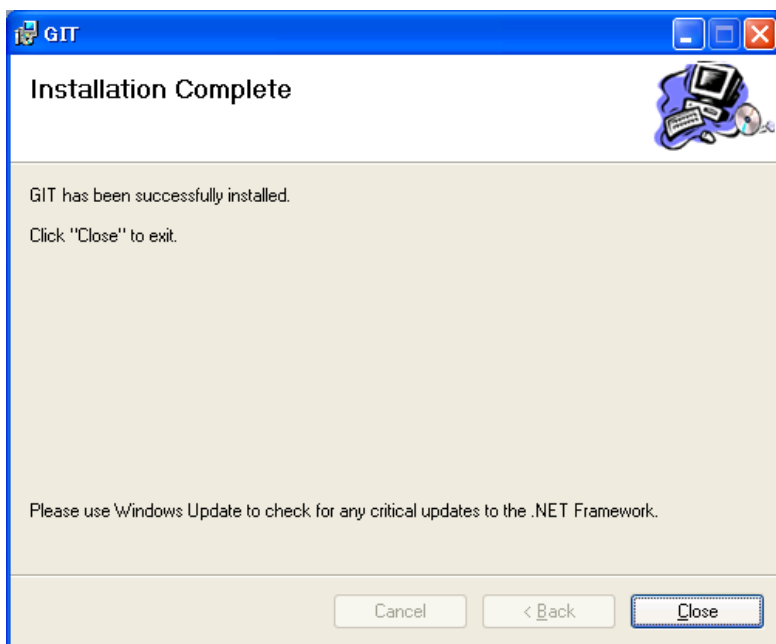 GIT
Installation Complete
GIT has been successfully installed.
Click "Close" to exit.
Please use Windows Update to check for any critical updates to the .NET Framework.
Cancel
< Back
Close